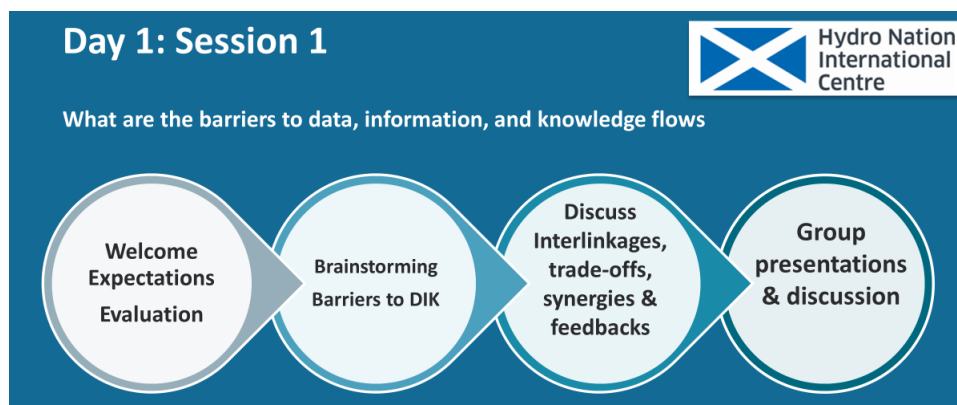 Day 1: Session 1
Hydro Nation
International
Centre
What are the barriers to data, information, and knowledge flows
Welcome
Expectations
Evaluation
Brainstorming
Barriers to DIK
Discuss
Interlinkages,
trade-offs,
synergies &
feedbacks
Group
presentations
& discussion